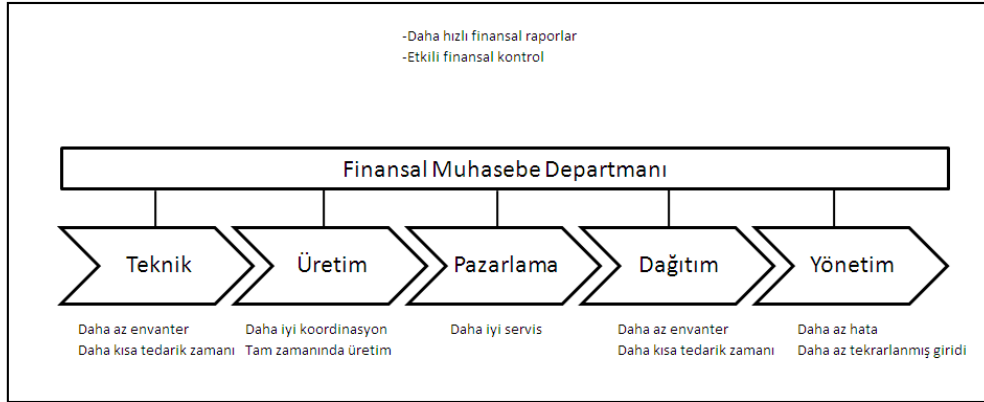 -Daha hızlı finansal raporlar
-Etkili finansal kontrol
Finansal Muhasebe Departmanı
Teknik
Üretim
Pazarlama
Dağıtım
Yönetim
Daha az envanter
Daha kısa tedarik zamanı
Daha iyi koordinasyon
Tam zamanında üretim
Daha iyi servis
Daha az envanter
Daha kısa tedarik zamanı
Daha az hata
Daha az tekrarlanmış giridi